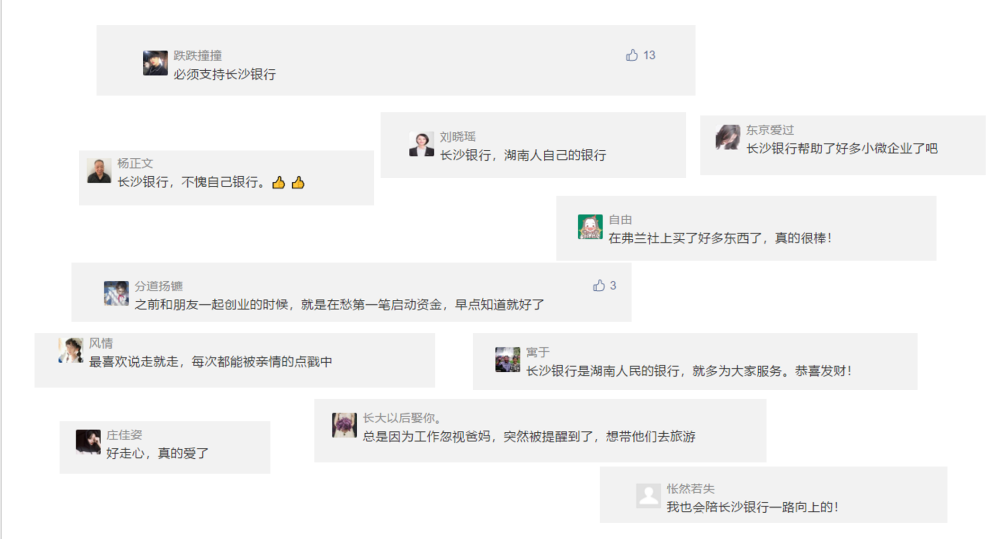 跌跌撞撞
13
必须支持长沙银行
刘晓瑶
长沙银行，湖南人自己的银行
东京爱过
长沙银行帮助了好多小微企业了吧
杨正文
长沙银行，不愧自己银行。👍👍
自由
在弗兰社上买了好多东西了，真的很棒！
分道扬镳
3
之前和朋友一起创业的时候，就是在愁第一笔启动资金，早点知道就好了
风情
最喜欢说走就走，每次都能被亲情的点戳中
寓于
长沙银行是湖南人民的银行，就多为大家服务。恭喜发财！
长大以后娶你。
总是因为工作忽视爸妈，突然被提醒到了，想带他们去旅游
庄佳姿
好走心，真的爱了
怅然若失
我也会陪长沙银行一路向上的！